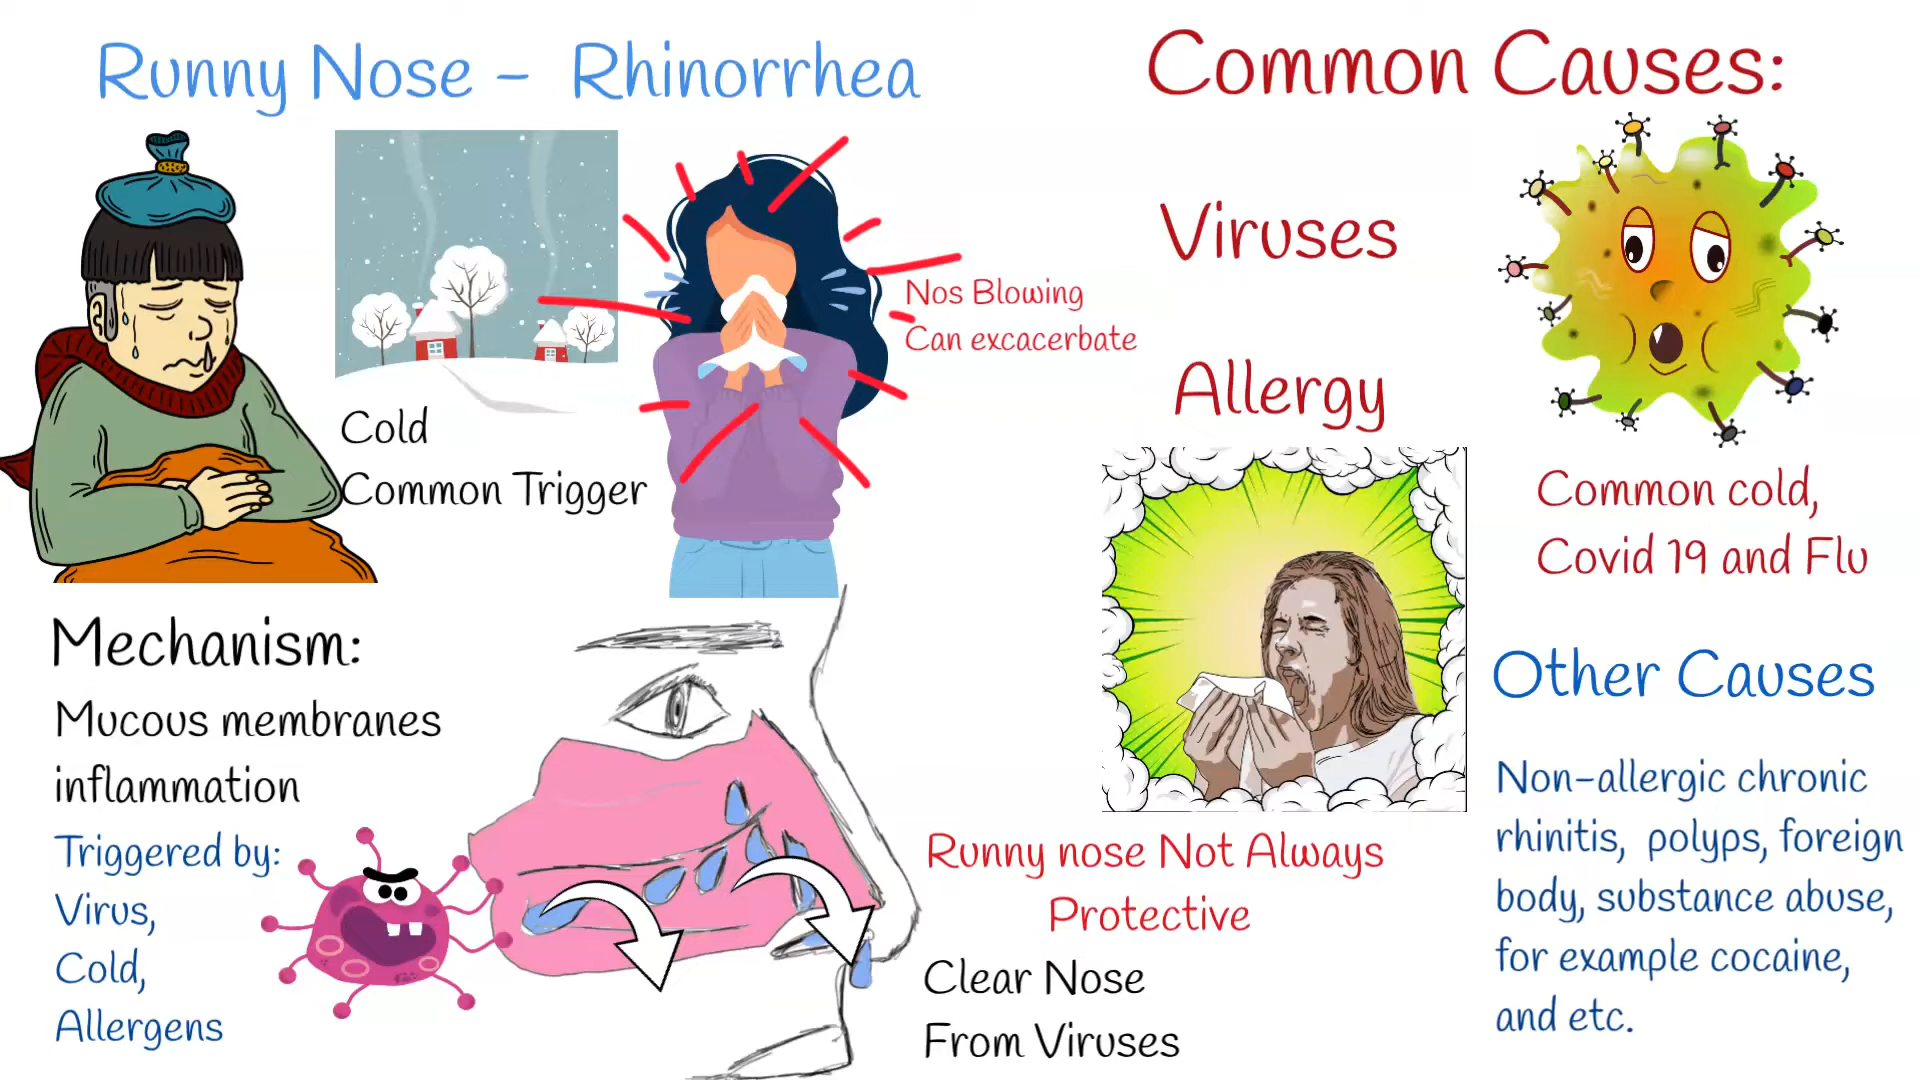 Runny Nose - Rhinorrhea
Cold
Common Trigger
Nos Blowing
Can excacerbate
Mechanism:
Mucous membranes
inflammation
Triggered by:
Virus,
Cold,
Allergens
Runny nose Not Always
Protective
Clear Nose
From Viruses
Common Causes:
Viruses
Allergy
Common cold,
Covid 19 and Flu
Other Causes
Non-allergic chronic
rhinitis, polyps, foreign
body, substance abuse,
for example cocaine,
and etc.